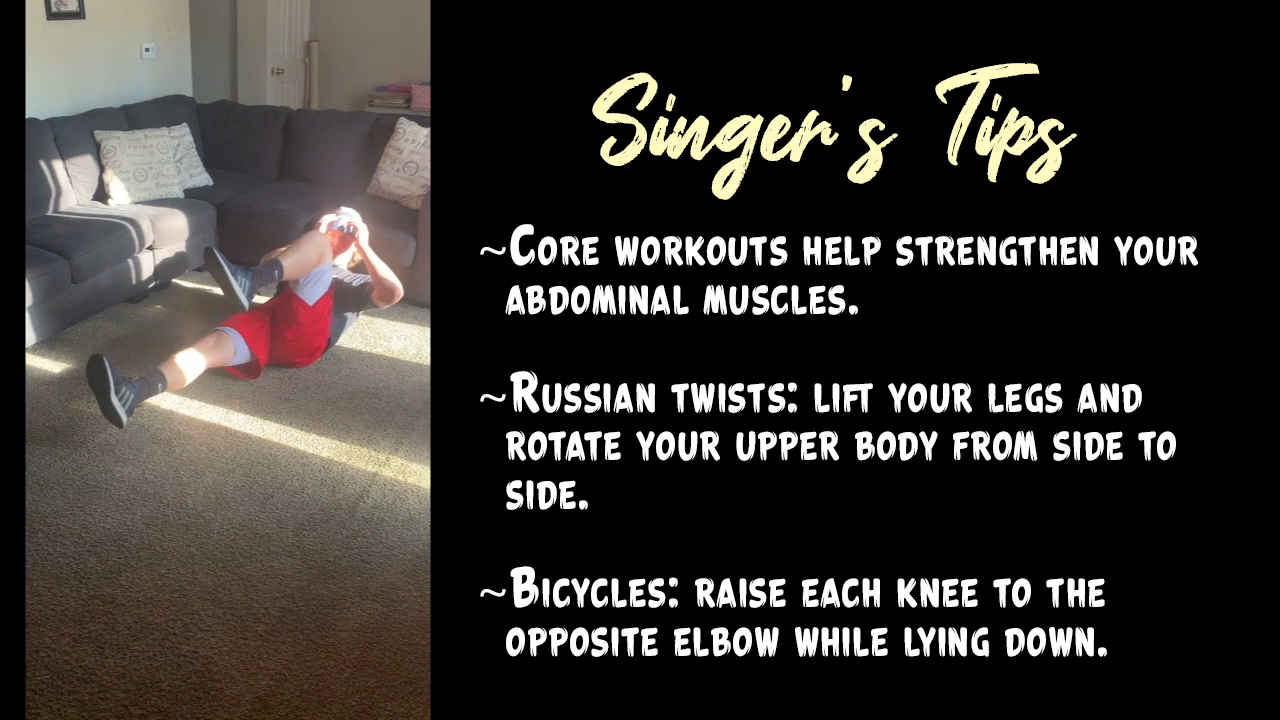 Singer's Tips
~Core workouts help strengthen your
abdominal muscles.
~Russian twists: lift your legs and
rotate your upper body from side to
side.
~Bicycles: raise each knee to the
opposite elbow while lying down.